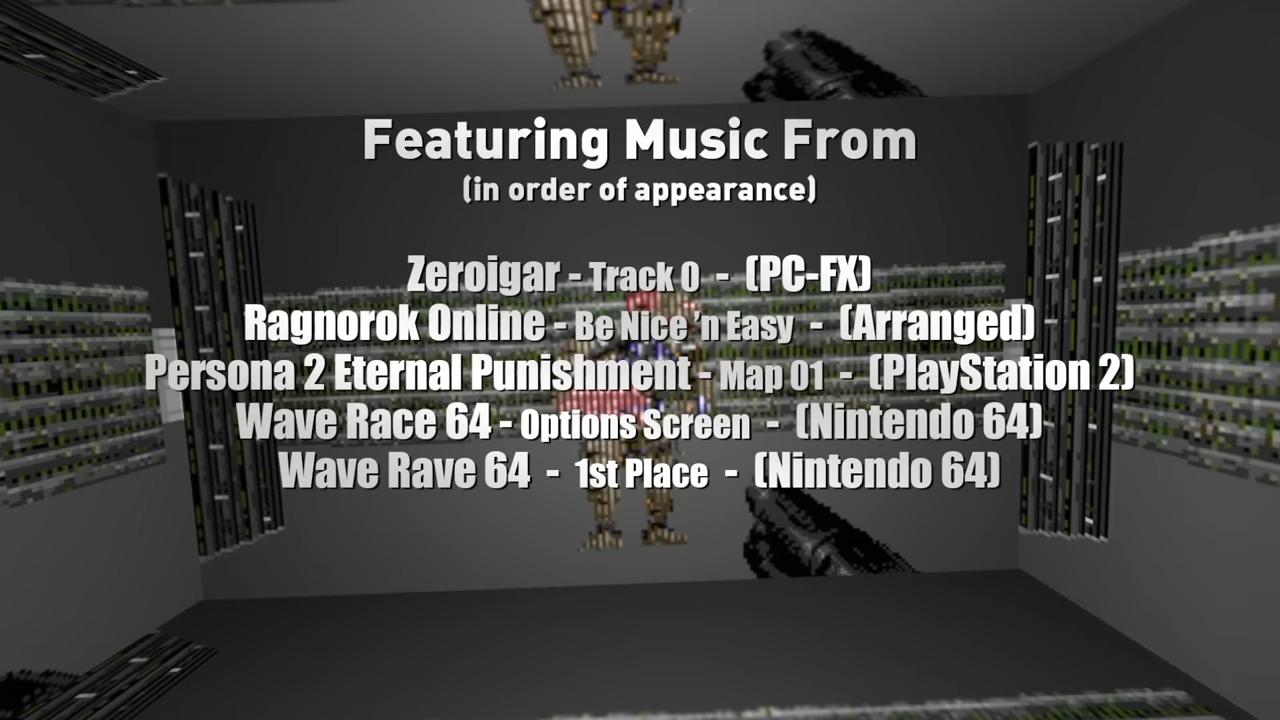 Featuring Music From
(in order of appearance)
Zeroigar - Track 0 - (PC-FX)
Ragnorok Online - Be Nice 'n Easy - (Arranged)
Persona 2 Eternal Punishment - Map 01 - (PlayStation 2)
Wave Race 64 - Options Screen - (Nintendo 64)
Wave Rave 64 - 1st Place - (Nintendo 64)